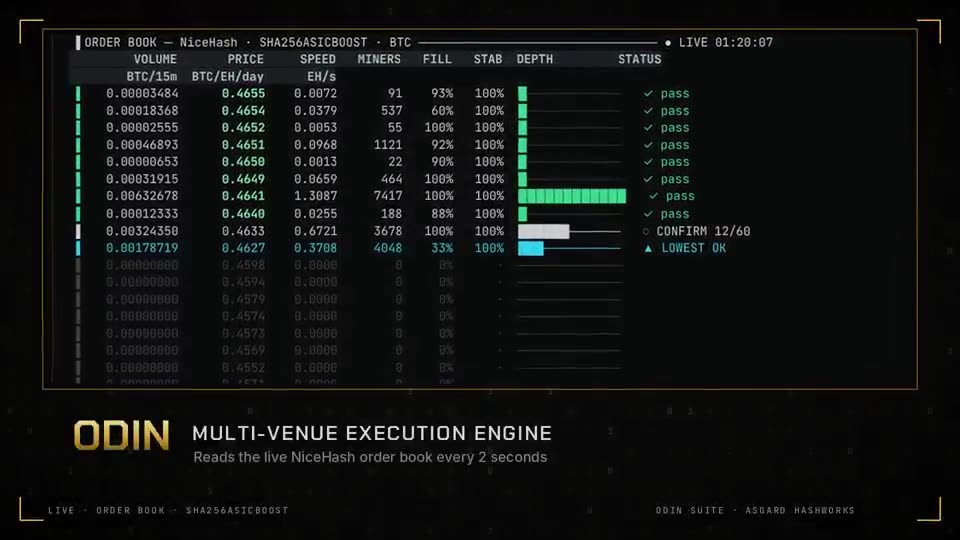 ORDER BOOK — NiceHash · SHA256ASICBOOST · BTC ● LIVE 01:20:07
VOLUME PRICE SPEED MINERS FILL STAB DEPTH STATUS
BTC/15m BTC/EH/day EH/s
0.00003484 0.4655 0.0072 91 93% 100% ✓ pass
0.00018368 0.4654 0.0379 537 60% 100% ✓ pass
0.00002555 0.4652 0.0053 55 100% 100% ✓ pass
0.00046893 0.4651 0.0968 1121 92% 100% ✓ pass
0.00000653 0.4650 0.0013 22 90% 100% ✓ pass
0.00031915 0.4649 0.0659 464 100% 100% ✓ pass
0.00632678 0.4641 1.3087 7417 100% 100% ✓ pass
0.00012333 0.4640 0.0255 188 88% 100% ✓ pass
0.00324350 0.4633 0.6721 3678 100% 100% ○ CONFIRM 12/60
0.00178719 0.4627 0.3708 4048 33% 100% ▲ LOWEST OK
0.00000000 0.4598 0.0000 0 0% ·
0.00000000 0.4594 0.0000 0 0% ·
0.00000000 0.4579 0.0000 0 0% ·
0.00000000 0.4574 0.0000 0 0% ·
0.00000000 0.4573 0.0000 0 0% ·
0.00000000 0.4569 0.0000 0 0% ·
0.00000000 0.4552 0.0000 0 0% ·
ODIN MULTI-VENUE EXECUTION ENGINE
Reads the live NiceHash order book every 2 seconds
LIVE · ORDER BOOK · SHA256ASICBOOST ODIN SUITE · ASGARD HASHWORKS